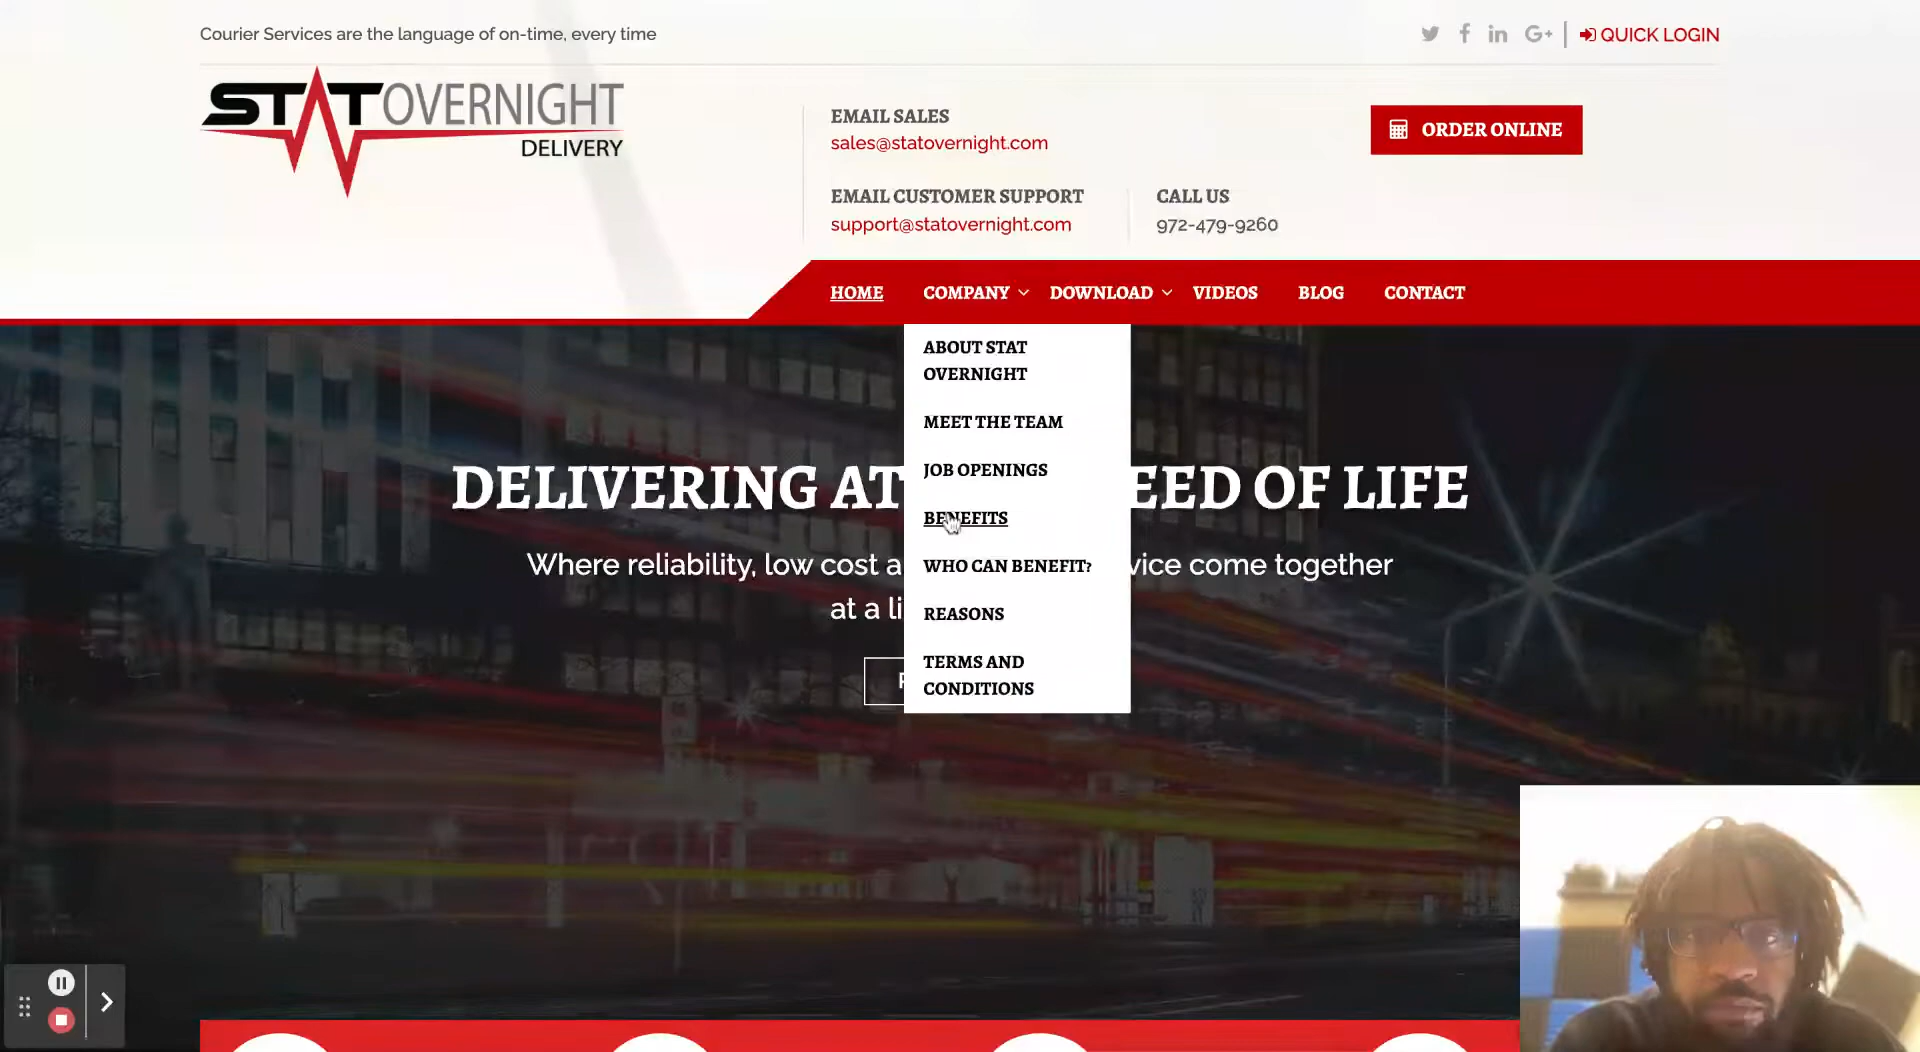 Courier Services are the language of on-time, every time
G+
QUICK LOGIN
STAT OVERNIGHT
DELIVERY
EMAIL SALES
sales@statovernight.com
ORDER ONLINE
EMAIL CUSTOMER SUPPORT
support@statovernight.com
CALL US
972-479-9260
HOME COMPANY DOWNLOAD VIDEOS BLOG CONTACT
ABOUT STAT
OVERNIGHT
MEET THE TEAM
JOB OPENINGS
BENEFITS
WHO CAN BENEFIT?
REASONS
TERMS AND
CONDITIONS
DELIVERING AT EED OF LIFE
Where reliability, low cost a vice come together
at a li